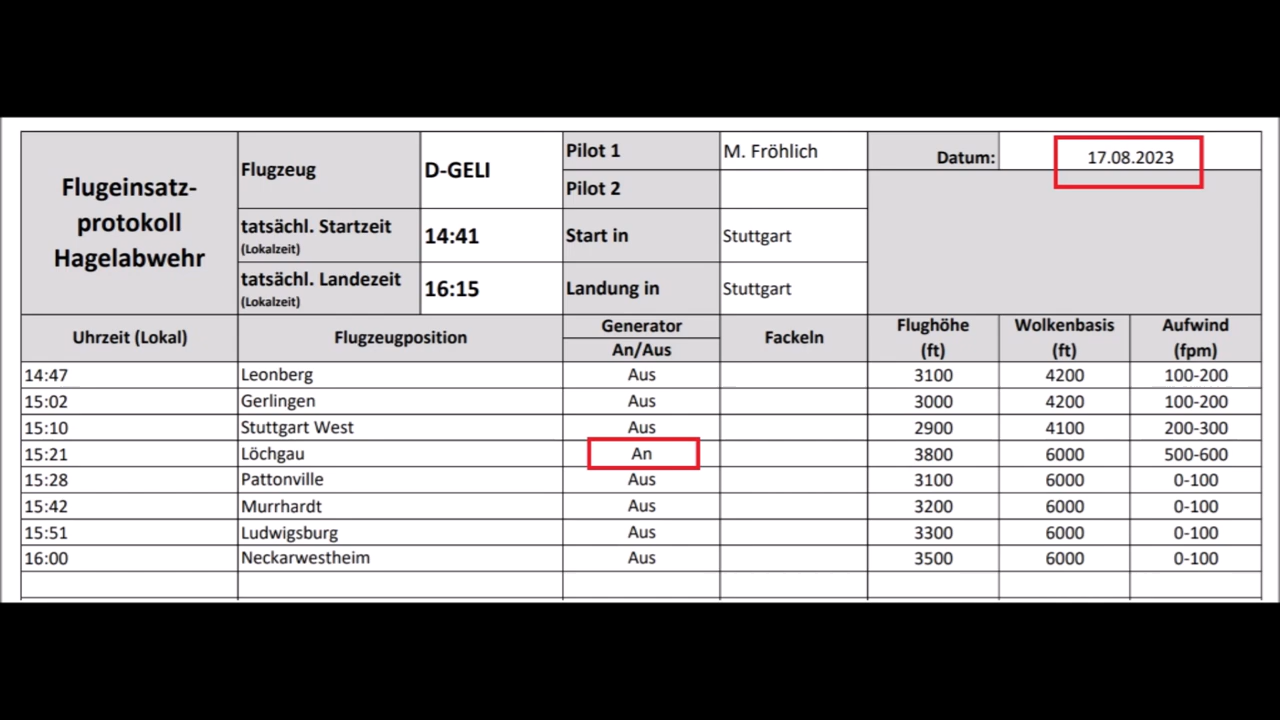 Flugeinsatz-
protokoll
Hagelabwehr
Flugzeug D-GELI
tatsächl. Startzeit
(Lokalzeit)
14:41
tatsächl. Landezeit
(Lokalzeit)
16:15
Pilot 1 M. Fröhlich
Pilot 2
Start in Stuttgart
Landung in Stuttgart
Datum: 17.08.2023
Uhrzeit (Lokal) Flugzeugposition Generator An/Aus Fackeln Flughöhe (ft) Wolkenbasis (ft) Aufwind (fpm)
14:47 Leonberg Aus 3100 4200 100-200
15:02 Gerlingen Aus 3000 4200 100-200
15:10 Stuttgart West Aus 2900 4100 200-300
15:21 Löchgau An 3800 6000 500-600
15:28 Pattonville Aus 3100 6000 0-100
15:42 Murrhardt Aus 3200 6000 0-100
15:51 Ludwigsburg Aus 3300 6000 0-100
16:00 Neckarwestheim Aus 3500 6000 0-100